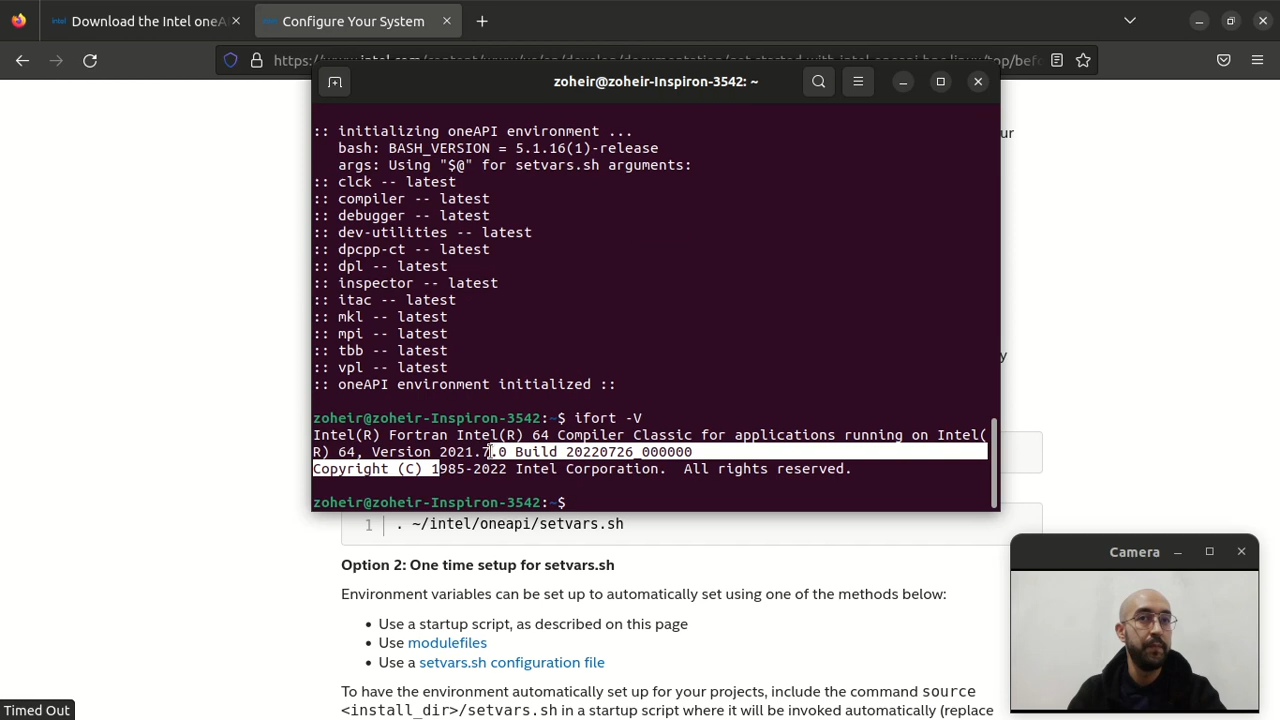 Download the Intel oneA
Configure Your System
zoheir@zoheir-Inspiron-3542: ~
:: initializing oneAPI environment ...
bash: BASH_VERSION = 5.1.16(1)-release
args: Using "$@" for setvars.sh arguments:
:: clck -- latest
:: compiler -- latest
:: debugger -- latest
:: dev-utilities -- latest
:: dpcpp-ct -- latest
:: dpl -- latest
:: inspector -- latest
:: itac -- latest
:: mkl -- latest
:: mpi -- latest
:: tbb -- latest
:: vpl -- latest
:: oneAPI environment initialized ::
zoheir@zoheir-Inspiron-3542:~$ ifort -V
Intel(R) Fortran Intel(R) 64 Compiler Classic for applications running on Intel(
R) 64, Version 2021.7.0 Build 20220726_000000
Copyright (C) 1985-2022 Intel Corporation.  All rights reserved.
zoheir@zoheir-Inspiron-3542:~$
1 . ~/intel/oneapi/setvars.sh
Option 2: One time setup for setvars.sh
Environment variables can be set up to automatically set using one of the methods below:
• Use a startup script, as described on this page
• Use modulefiles
• Use a setvars.sh configuration file
To have the environment automatically set up for your projects, include the command source
<install_dir>/setvars.sh in a startup script where it will be invoked automatically (replace
Camera
Timed Out